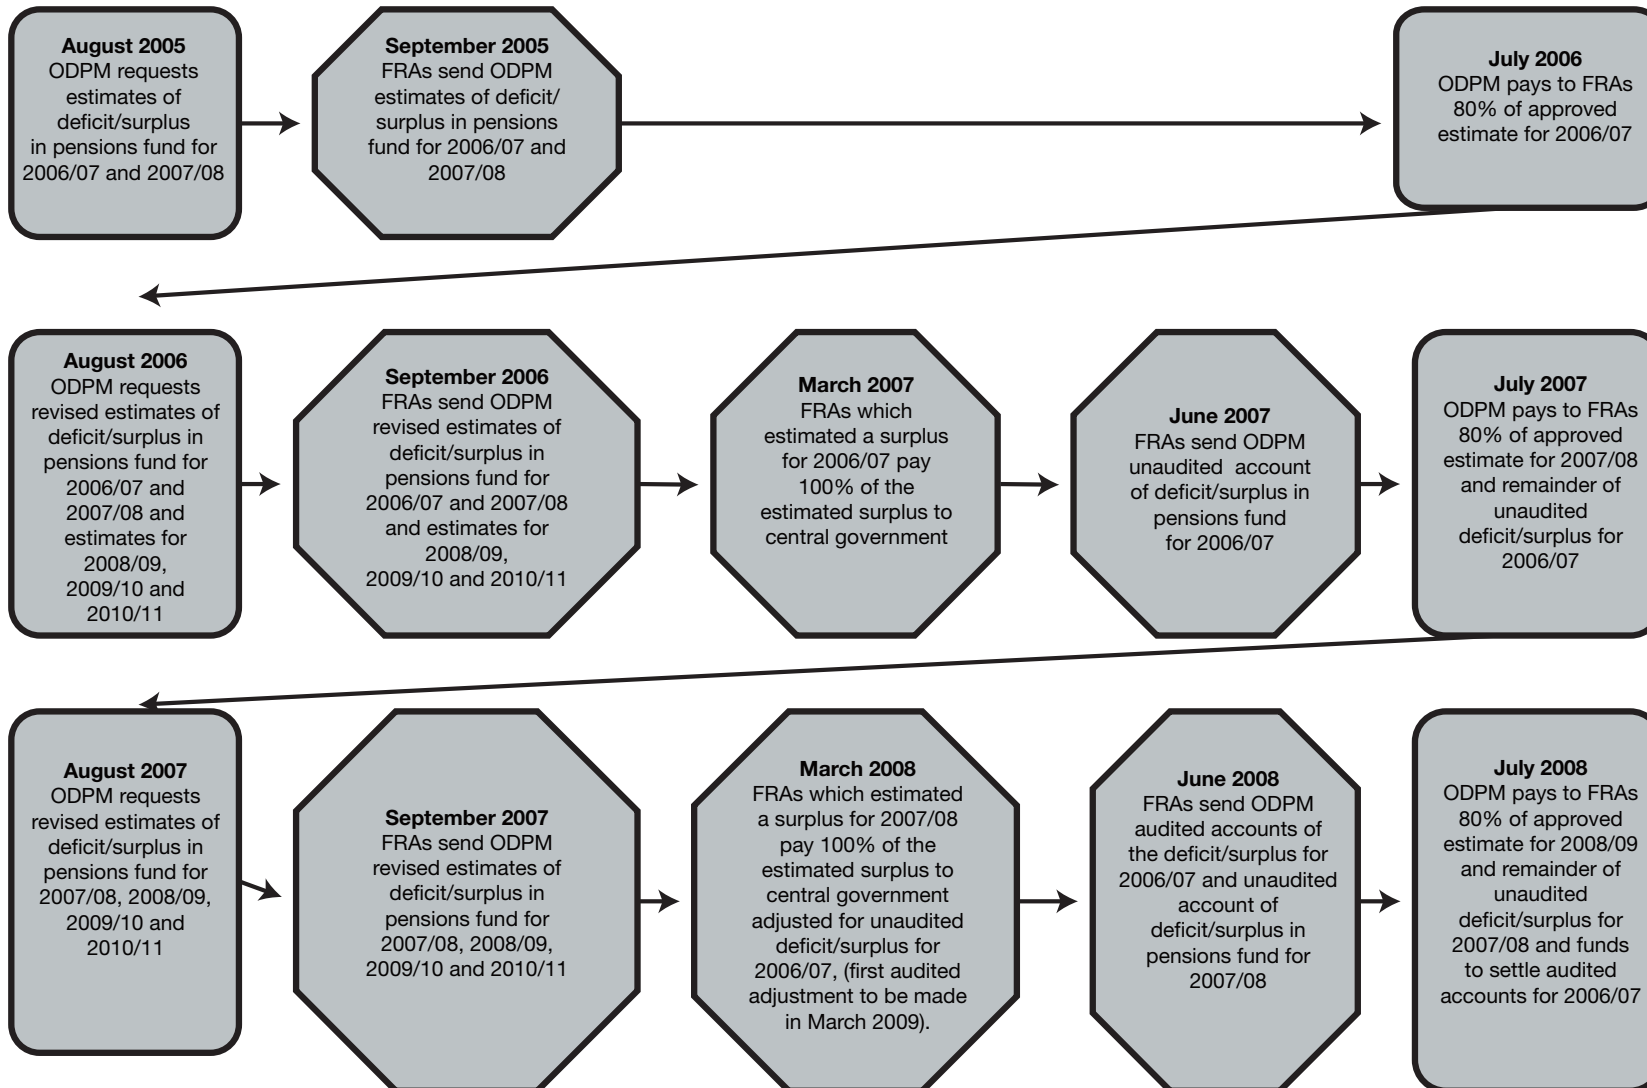 August 2005
ODPM requests
estimates of
deficit/surplus
in pensions fund for
2006/07 and 2007/08
September 2005
FRAs send ODPM
estimates of deficit/
surplus in pensions
fund for 2006/07 and
2007/08
July 2006
ODPM pays to FRAs
80% of approved
estimate for 2006/07
August 2006
ODPM requests
revised estimates of
deficit/surplus in
pensions fund for
2006/07 and
2007/08 and
estimates for
2008/09,
2009/10 and
2010/11
September 2006
FRAs send ODPM
revised estimates of
deficit/surplus in
pensions fund for
2006/07 and 2007/08
and estimates for
2008/09,
2009/10 and 2010/11
March 2007
FRAs which
estimated a surplus
for 2006/07 pay
100% of the
estimated surplus to
central government
June 2007
FRAs send ODPM
unaudited account
of deficit/surplus in
pensions fund
for 2006/07
July 2007
ODPM pays to FRAs
80% of approved
estimate for 2007/08
and remainder of
unaudited
deficit/surplus for
2006/07
August 2007
ODPM requests
revised estimates of
deficit/surplus in
pensions fund for
2007/08, 2008/09,
2009/10 and
2010/11
September 2007
FRAs send ODPM
revised estimates of
deficit/surplus in
pensions fund for
2007/08, 2008/09,
2009/10 and 2010/11
March 2008
FRAs which estimated
a surplus for 2007/08
pay 100% of the
estimated surplus to
central government
adjusted for unaudited
deficit/surplus for
2006/07, (first audited
adjustment to be made
in March 2009).
June 2008
FRAs send ODPM
audited accounts of
the deficit/surplus for
2006/07 and unaudited
account of
deficit/surplus in
pensions fund for
2007/08
July 2008
ODPM pays to FRAs
80% of approved
estimate for 2008/09
and remainder of
unaudited
deficit/surplus for
2007/08 and funds
to settle audited
accounts for 2006/07